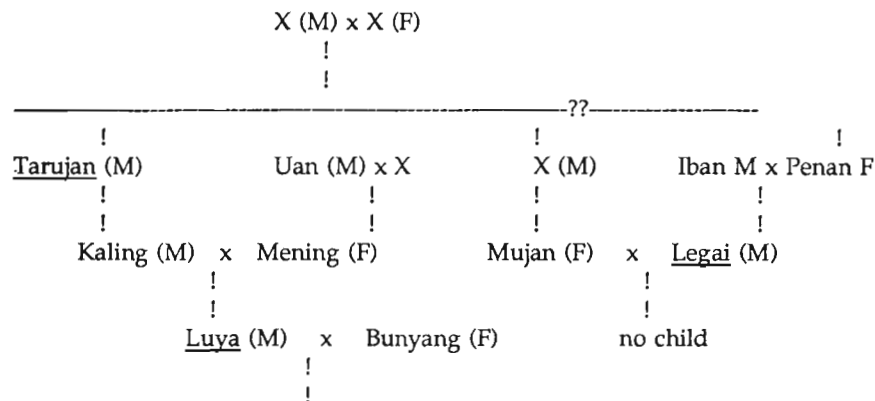 X (M) x X (F)
!
!
------------------------------??----------------
! ! !
Tarujan (M) Uan (M) x X X (M) Iban M x Penan F
! ! ! !
! ! ! !
Kaling (M) x Mening (F) Mujan (F) x Legai (M)
! !
! !
Luya (M) x Bunyang (F) no child
!
!